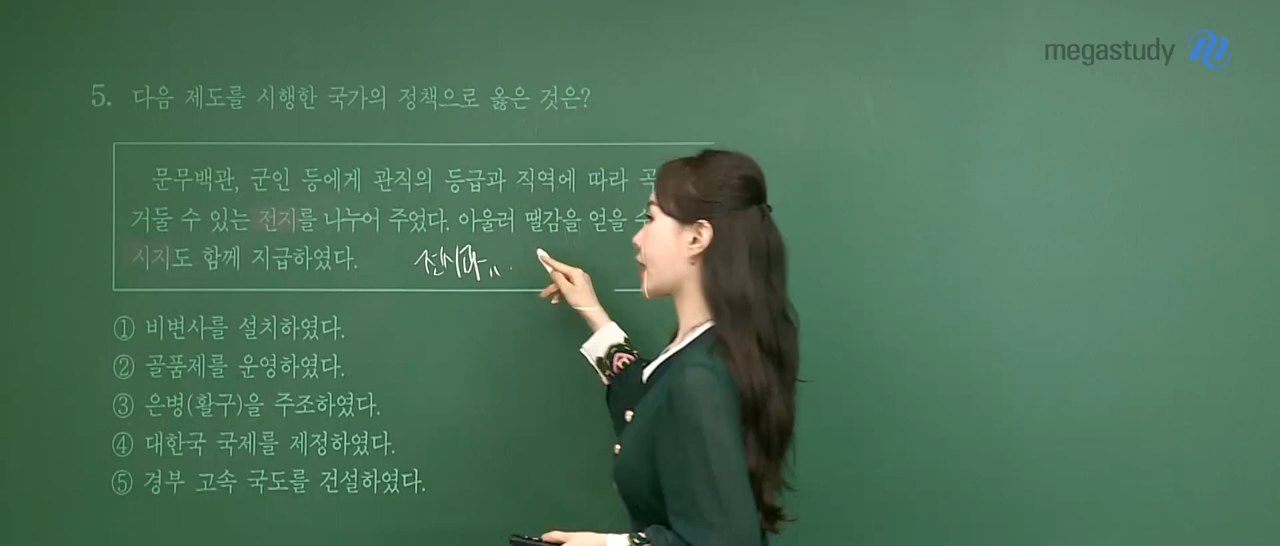 megastudy
5. 다음 제도를 시행한 국가의 정책으로 옳은 것은?
문무백관, 군인 등에게 관직의 등급과 직역에 따라 곡
거둘 수 있는 전지를 나누어 주었다. 아울러 땔감을 얻을 수
시지도 함께 지급하였다.
전시과
① 비변사를 설치하였다.
② 골품제를 운영하였다.
③ 은병(활구)을 주조하였다.
④ 대한국 국제를 제정하였다.
⑤ 경부 고속 국도를 건설하였다.